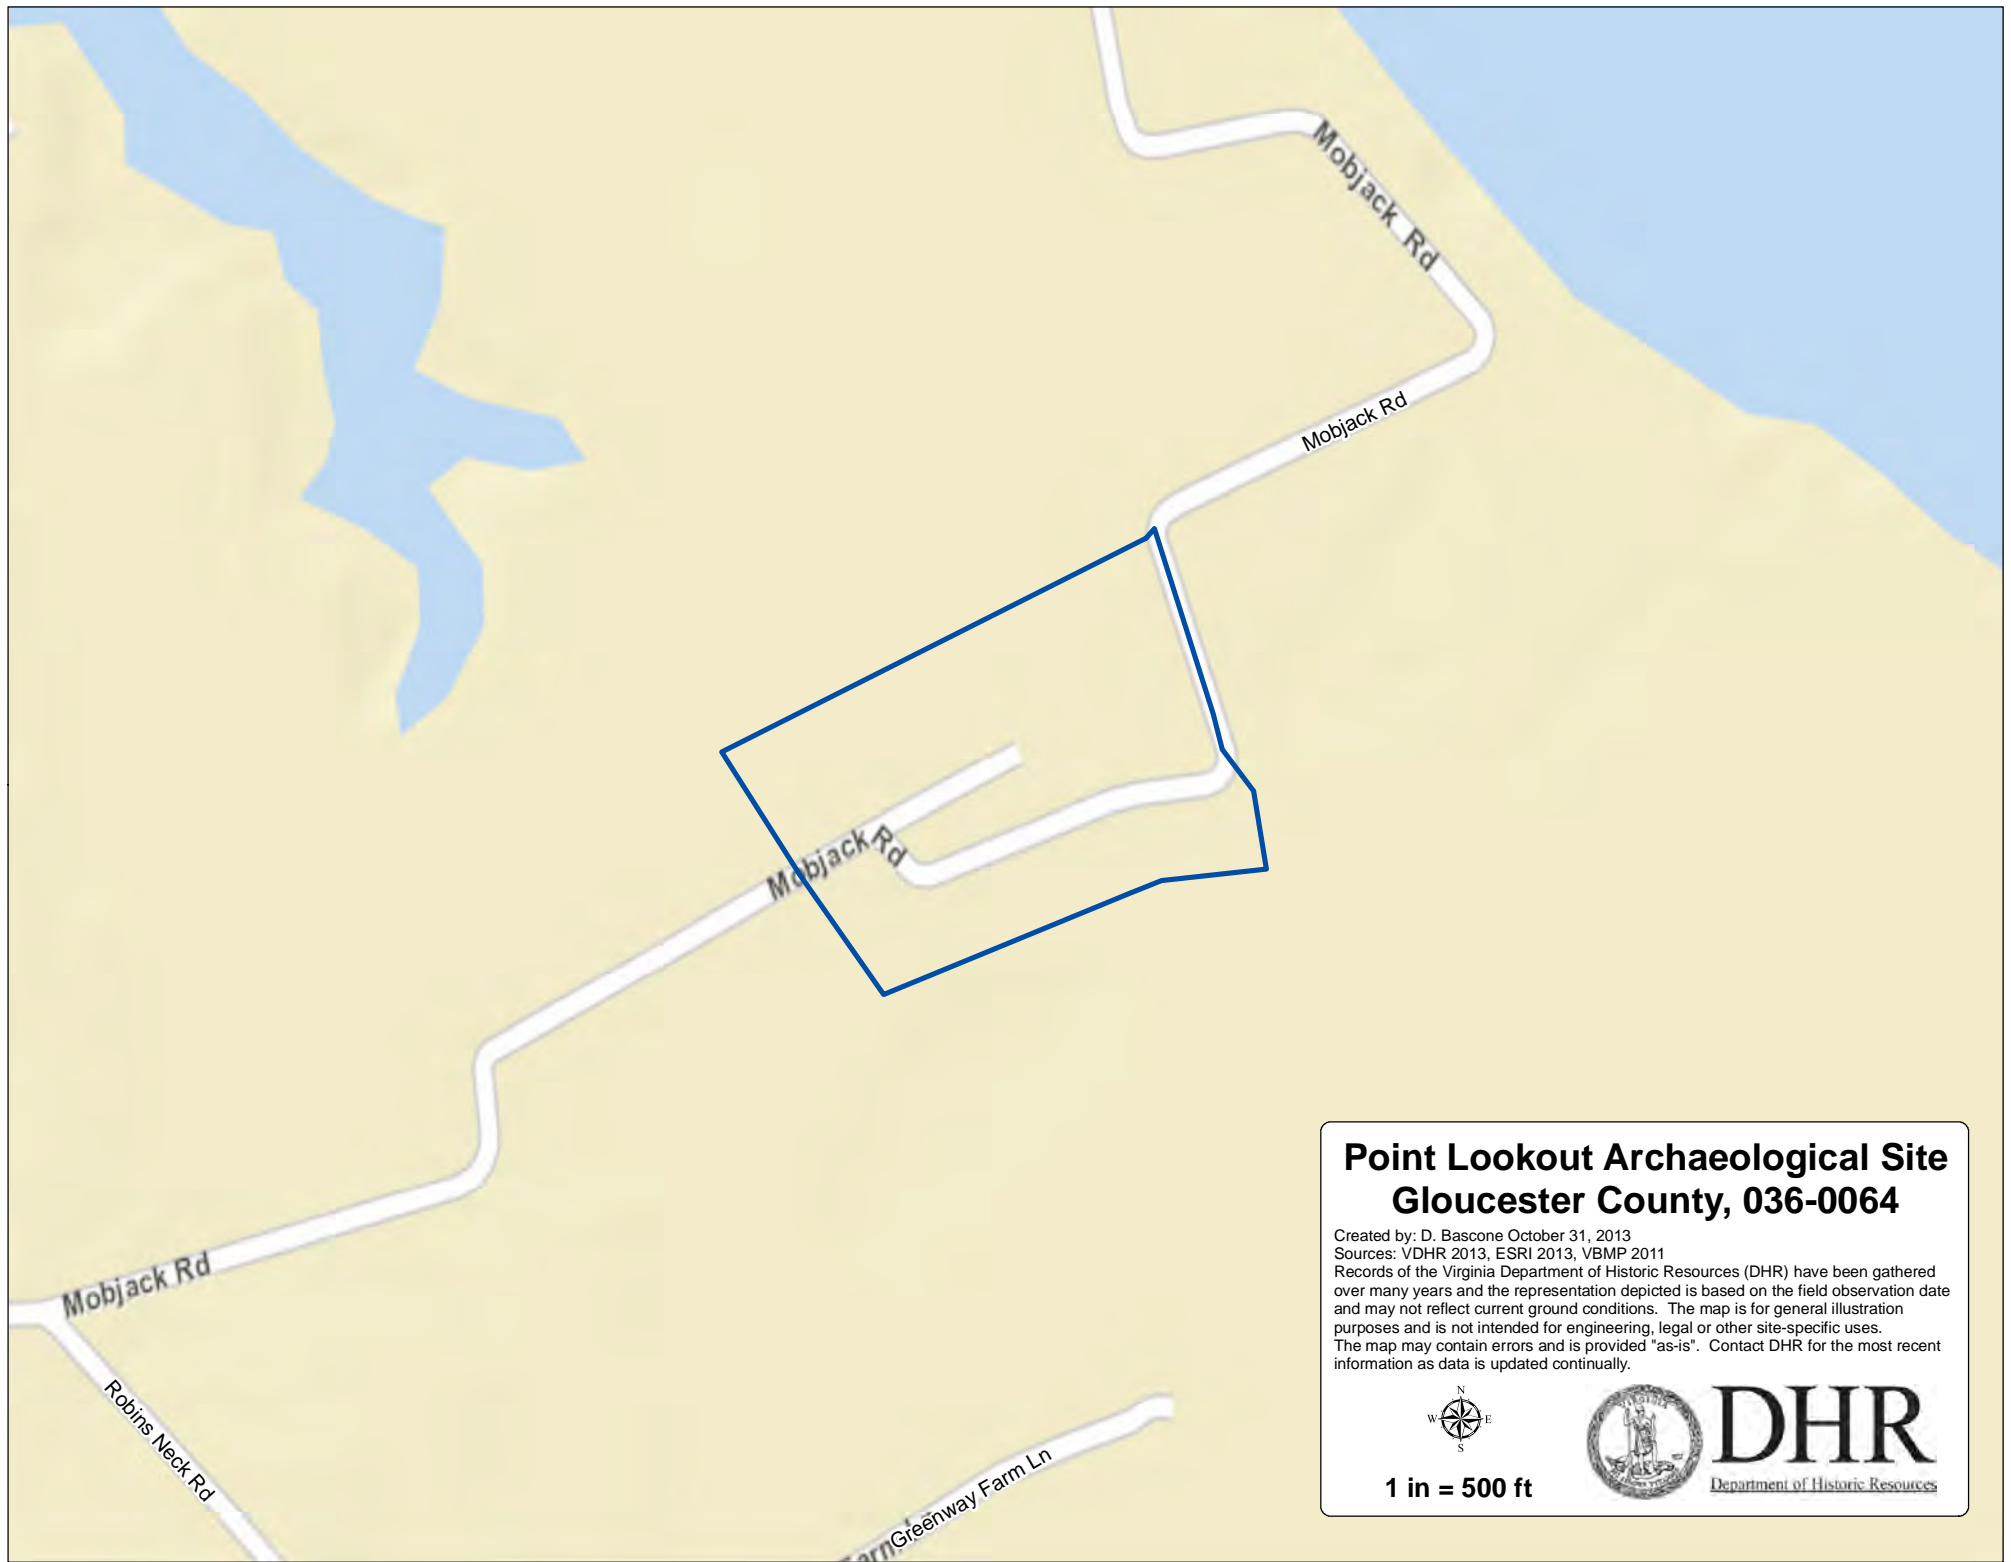 Mobjack Rd
Mobjack Rd
Mobjack Rd
Mobjack Rd
Robins Neck Rd
Greenway Farm Ln
Point Lookout Archaeological Site
Gloucester County, 036-0064
Created by: D. Bascone October 31, 2013
Sources: VDHR 2013, ESRI 2013, VBMP 2011
Records of the Virginia Department of Historic Resources (DHR) have been gathered
over many years and the representation depicted is based on the field observation date
and may not reflect current ground conditions.  The map is for general illustration
purposes and is not intended for engineering, legal or other site-specific uses.
The map may contain errors and is provided "as-is".  Contact DHR for the most recent
information as data is updated continually.
N
W E
S
1 in = 500 ft
VIRGINIA
DHR
Department of Historic Resources